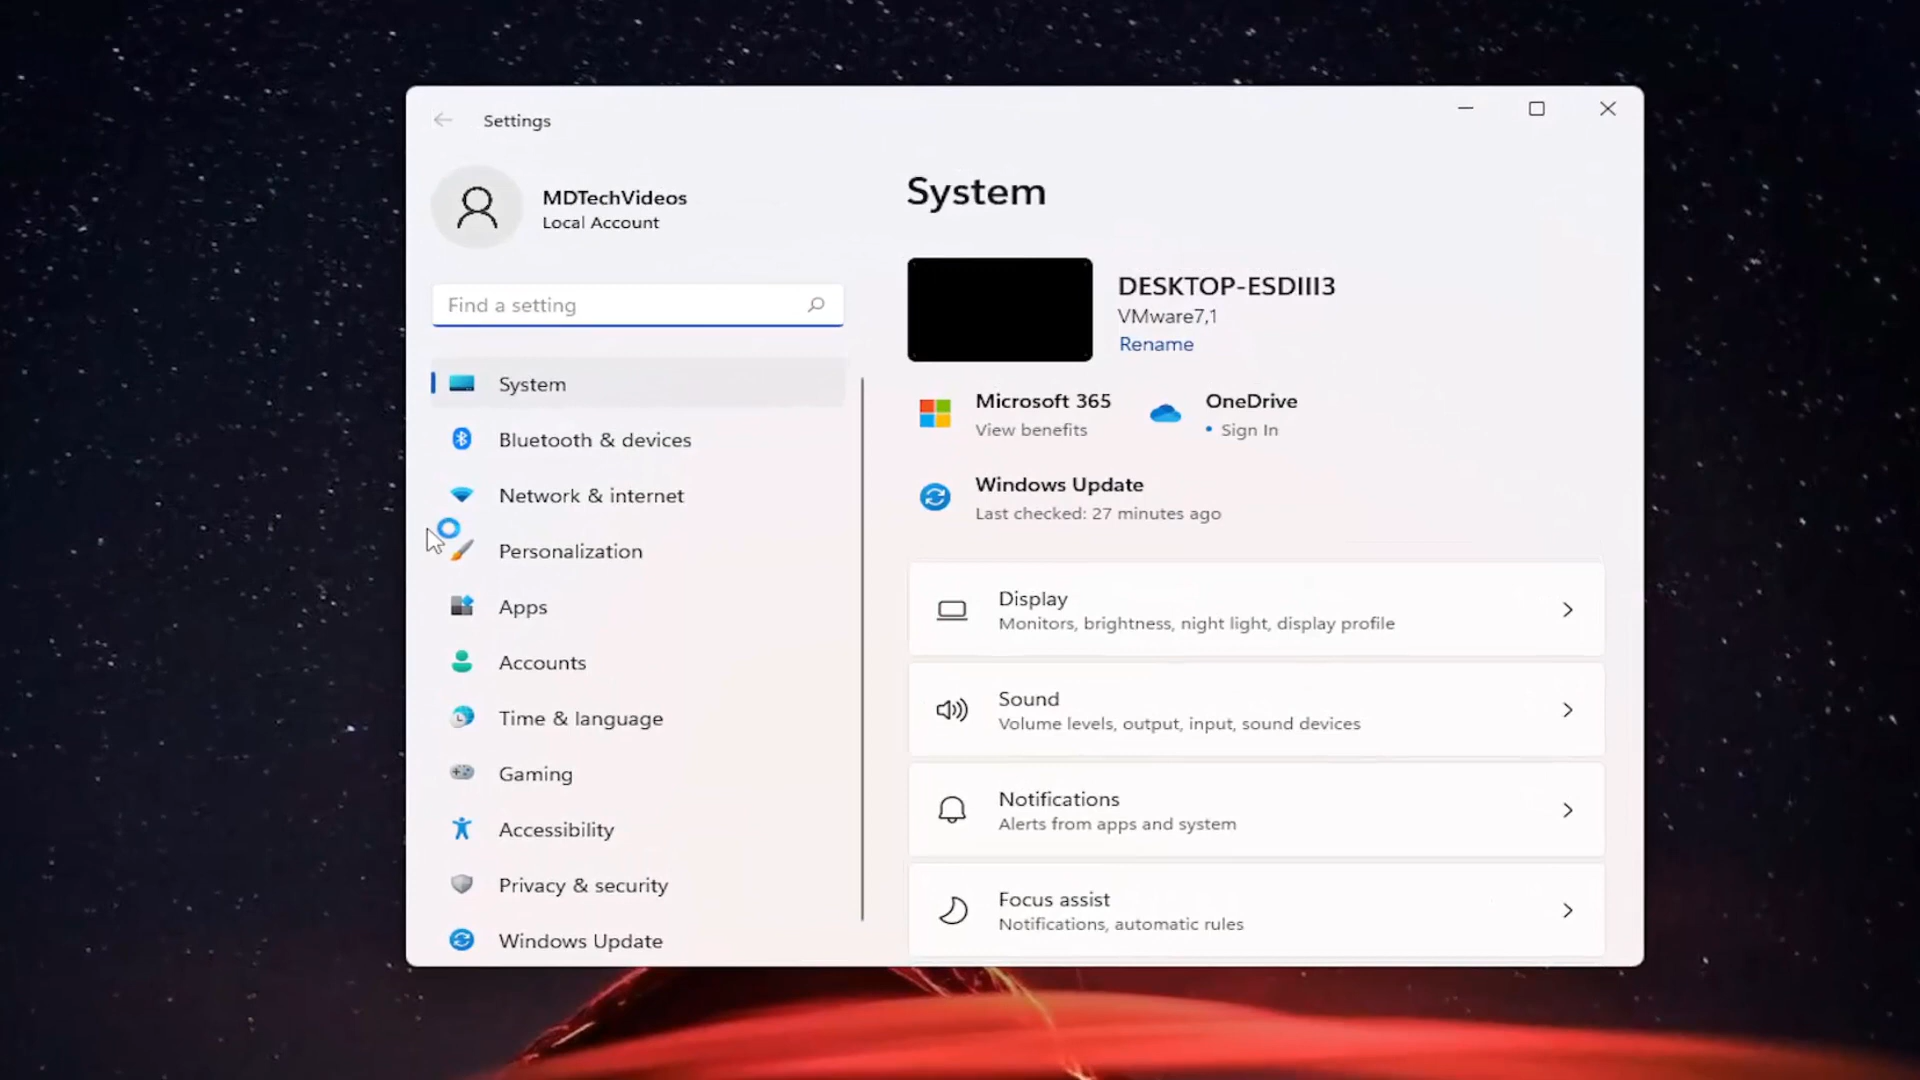 Settings
MDTechVideos
Local Account
Find a setting
System
Bluetooth & devices
Network & internet
Personalization
Apps
Accounts
Time & language
Gaming
Accessibility
Privacy & security
Windows Update
System
DESKTOP-ESDIII3
VMware7,1
Rename
Microsoft 365
View benefits
OneDrive
• Sign In
Windows Update
Last checked: 27 minutes ago
Display
Monitors, brightness, night light, display profile
Sound
Volume levels, output, input, sound devices
Notifications
Alerts from apps and system
Focus assist
Notifications, automatic rules